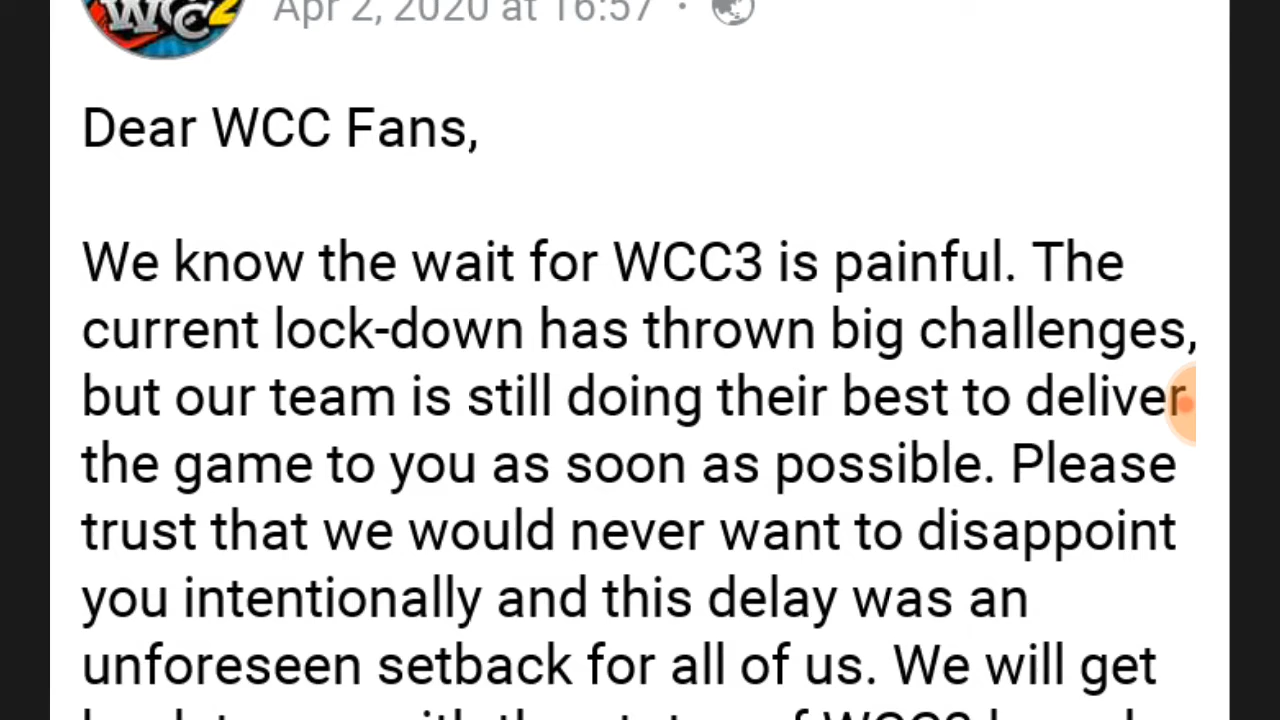 WCC2
Apr 2, 2020 at 16:57 ·
Dear WCC Fans,
We know the wait for WCC3 is painful. The
current lock-down has thrown big challenges,
but our team is still doing their best to deliver
the game to you as soon as possible. Please
trust that we would never want to disappoint
you intentionally and this delay was an
unforeseen setback for all of us. We will get